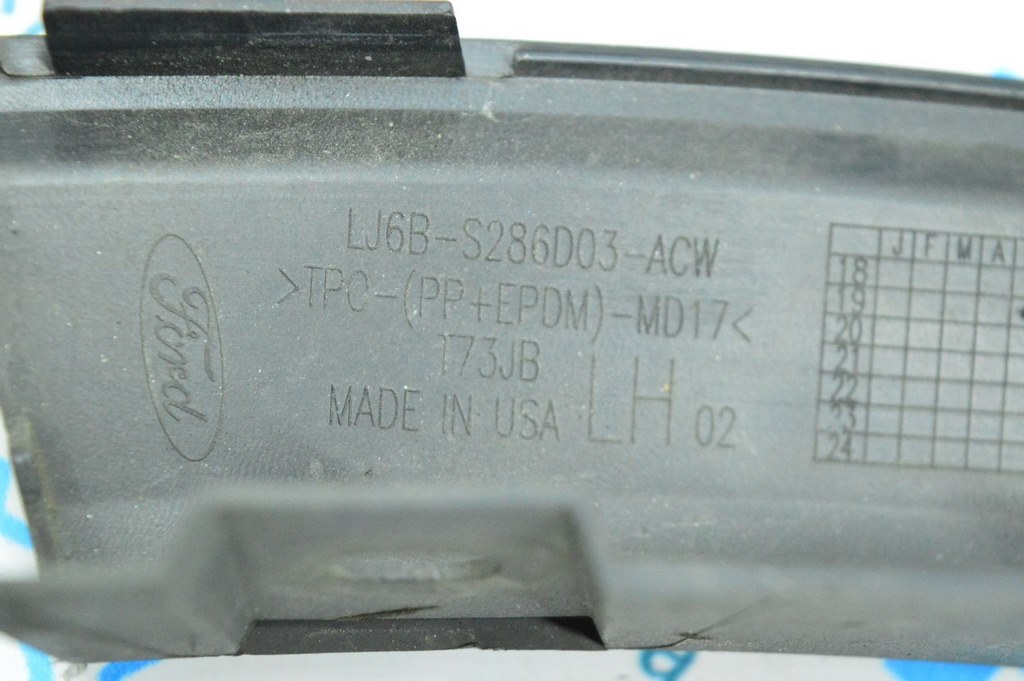 LJ6B-S286D03-ACW
>TPO-(PP+EPDM)-MD17<
T73JB
MADE IN USA LH 02
Ford
J F M A
18
19
20
21
22
23
24